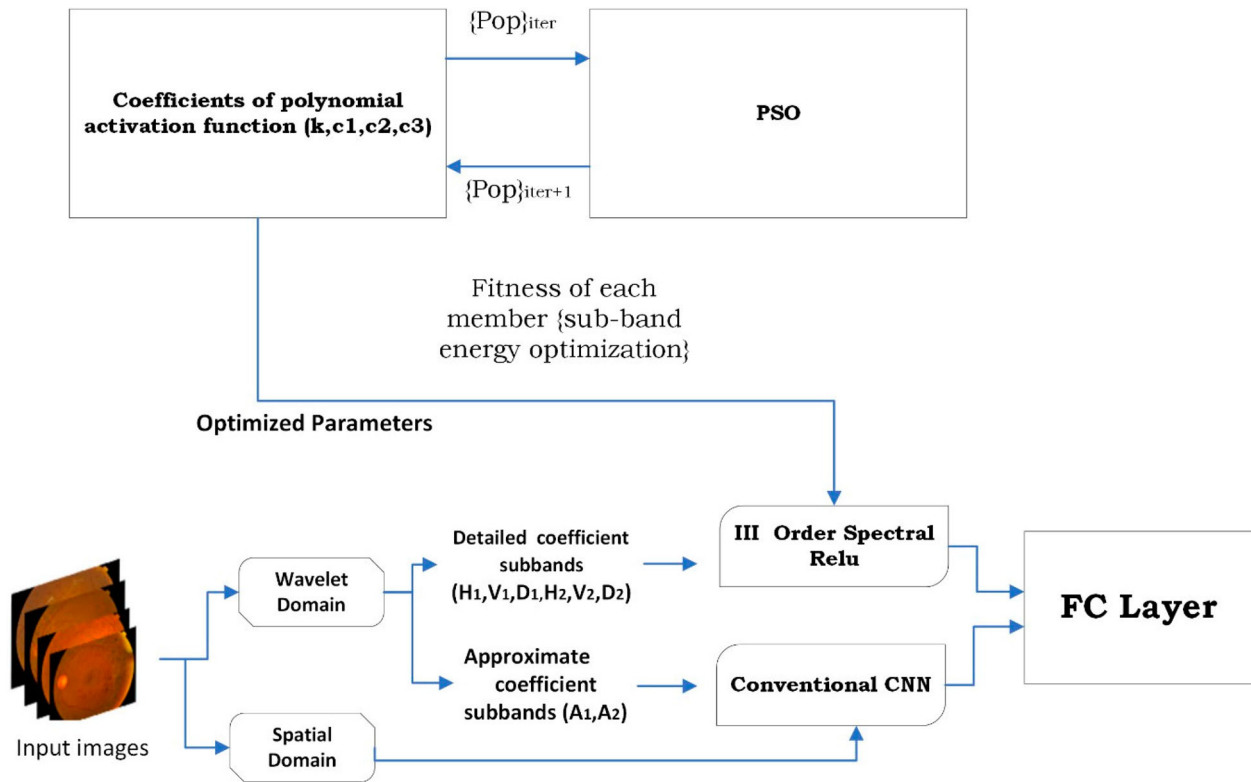 {Pop}iter
Coefficients of polynomial
activation function (k,c1,c2,c3)
PSO
{Pop}iter+1
Fitness of each
member {sub-band
energy optimization}
Optimized Parameters
Detailed coefficient
subbands
(H1,V1,D1,H2,V2,D2)
III Order Spectral
Relu
Wavelet
Domain
FC Layer
Approximate
coefficient
subbands (A1,A2)
Conventional CNN
Input images
Spatial
Domain